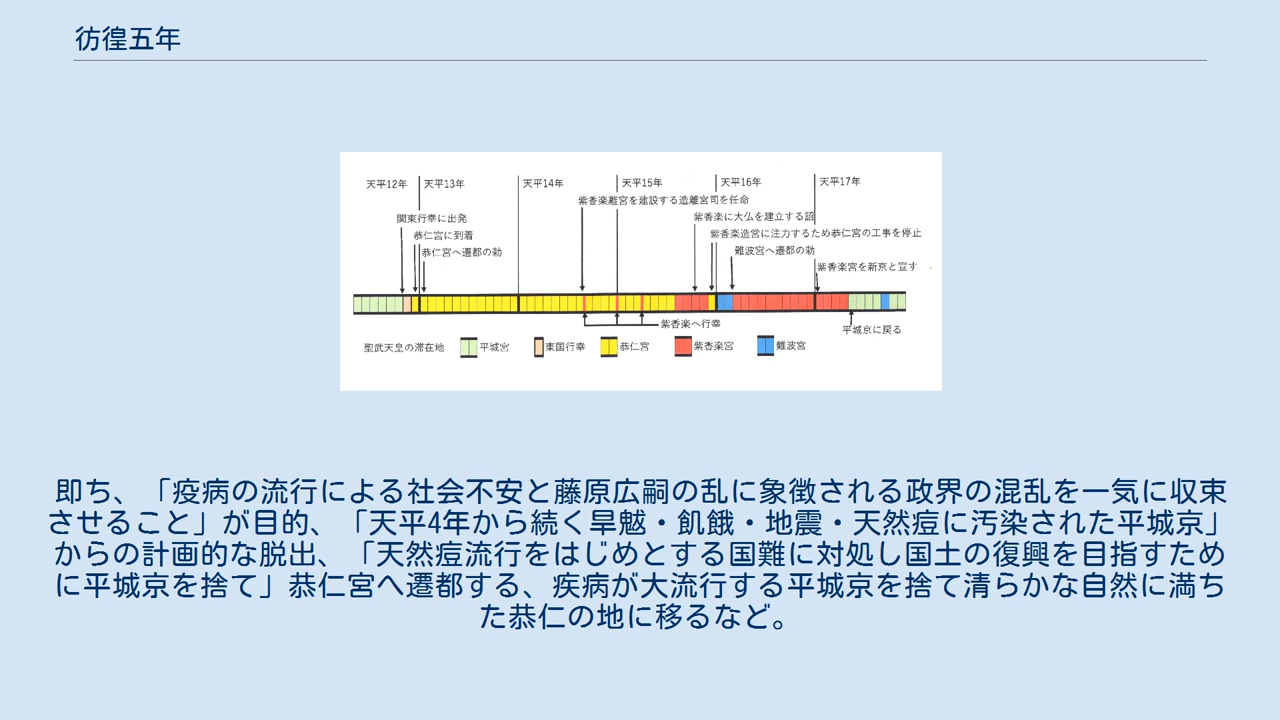 彷徨五年
天平12年
天平13年
天平14年
天平15年
天平16年
天平17年
紫香楽離宮を建設する造離宮司を任命
関東行幸に出発
紫香楽に大仏を建立する詔
恭仁宮に到着
紫香楽造営に注力するため恭仁宮の工事を停止
恭仁宮へ遷都の勅
難波宮へ遷都の勅
紫香楽宮を新京と宣す
紫香楽へ行幸
平城京に戻る
聖武天皇の滞在地
平城宮
東国行幸
恭仁宮
紫香楽宮
難波宮
即ち、「疫病の流行による社会不安と藤原広嗣の乱に象徴される政界の混乱を一気に収束
させること」が目的、「天平4年から続く旱魃・飢餓・地震・天然痘に汚染された平城京」
からの計画的な脱出、「天然痘流行をはじめとする国難に対処し国土の復興を目指すため
に平城京を捨て」恭仁宮へ遷都する、疾病が大流行する平城京を捨て清らかな自然に満ち
た恭仁の地に移るなど。